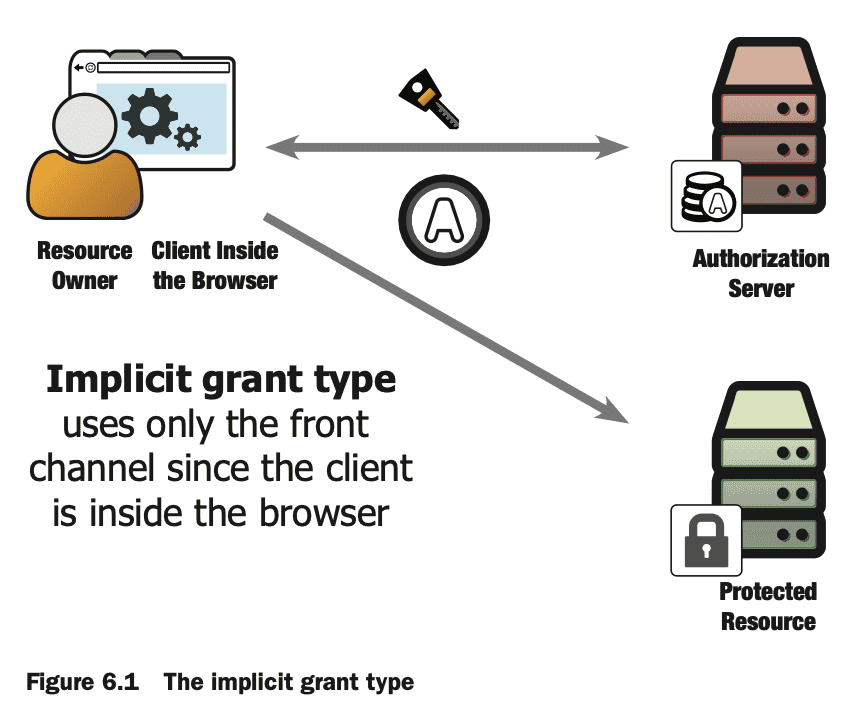 Resource
Owner
Client Inside
the Browser
A
A
Authorization
Server
Implicit grant type
uses only the front
channel since the client
is inside the browser
Protected
Resource
Figure 6.1 The implicit grant type